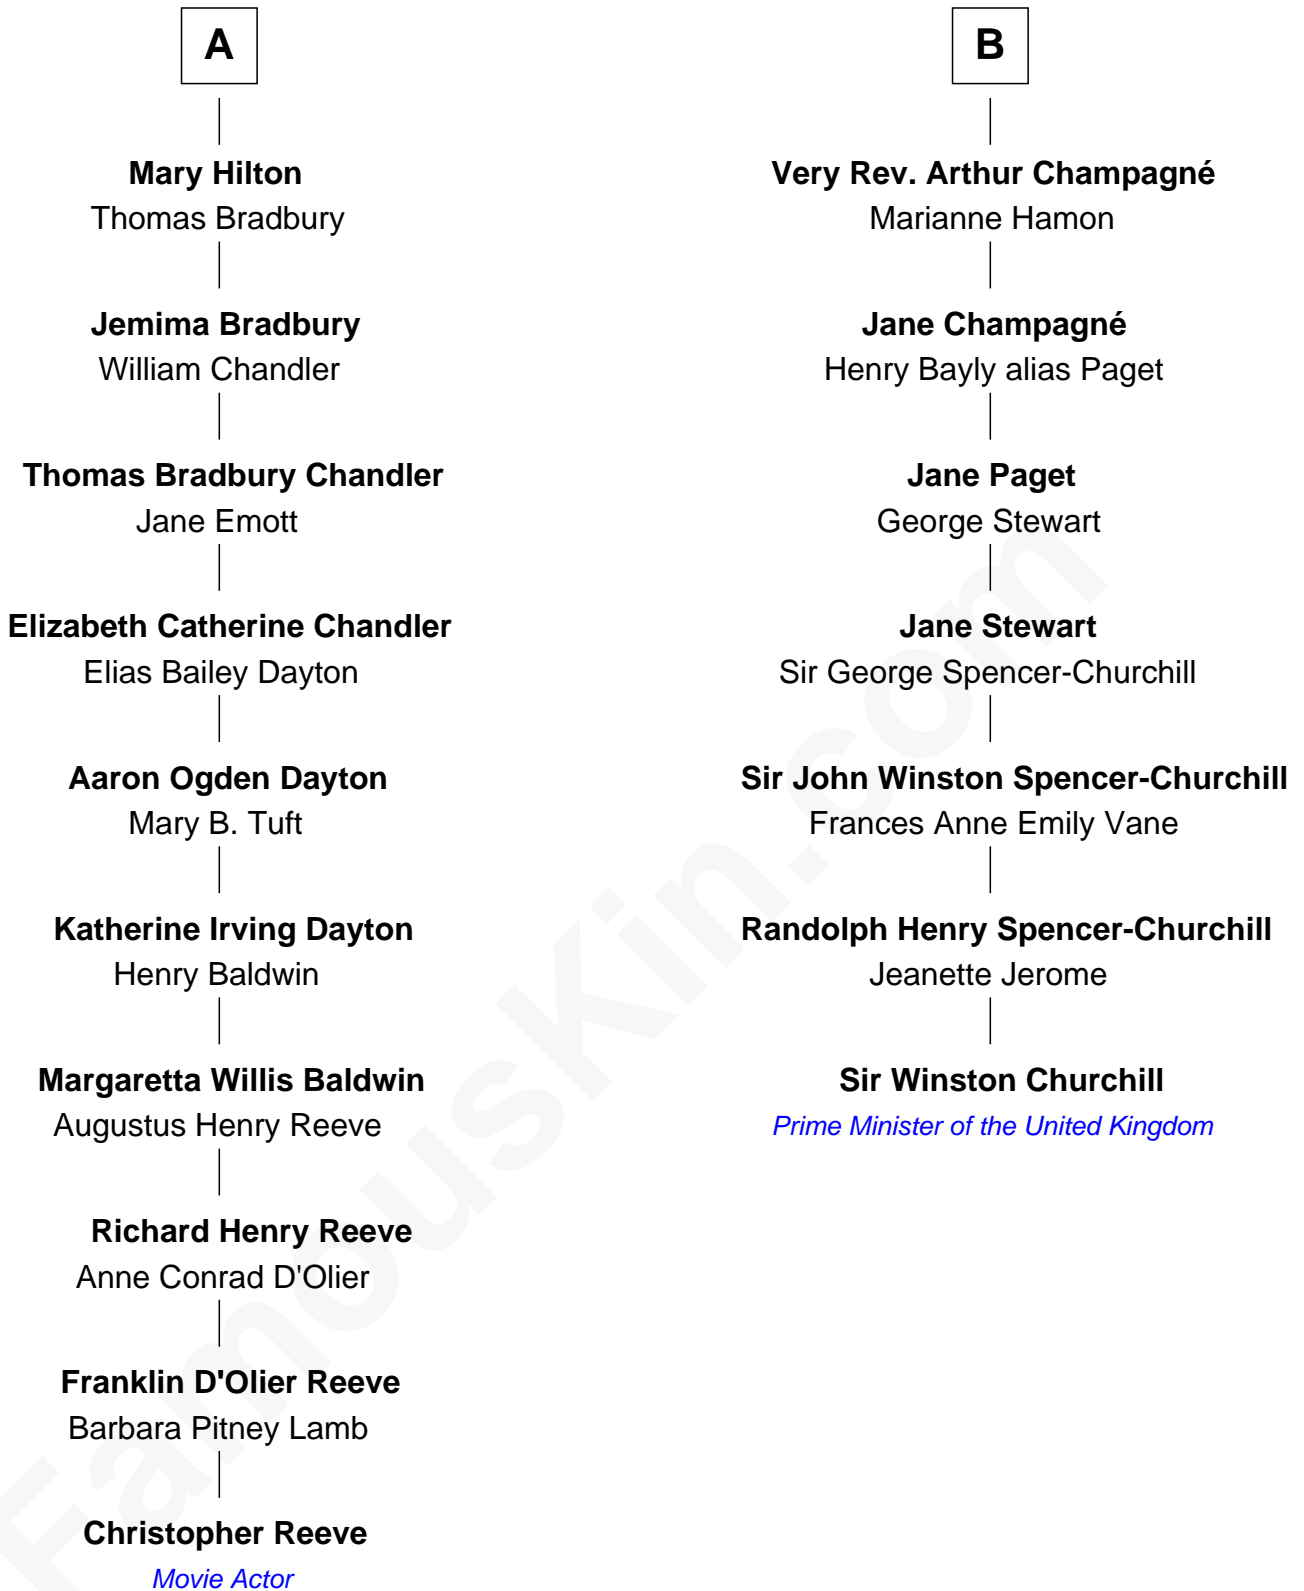 A
Mary Hilton
Thomas Bradbury
Jemima Bradbury
William Chandler
Thomas Bradbury Chandler
Jane Emott
Elizabeth Catherine Chandler
Elias Bailey Dayton
Aaron Ogden Dayton
Mary B. Tuft
Katherine Irving Dayton
Henry Baldwin
Margaretta Willis Baldwin
Augustus Henry Reeve
Richard Henry Reeve
Anne Conrad D'Olier
Franklin D'Olier Reeve
Barbara Pitney Lamb
Christopher Reeve
Movie Actor
B
Very Rev. Arthur Champagné
Marianne Hamon
Jane Champagné
Henry Bayly alias Paget
Jane Paget
George Stewart
Jane Stewart
Sir George Spencer-Churchill
Sir John Winston Spencer-Churchill
Frances Anne Emily Vane
Randolph Henry Spencer-Churchill
Jeanette Jerome
Sir Winston Churchill
Prime Minister of the United Kingdom
FamousKin.com